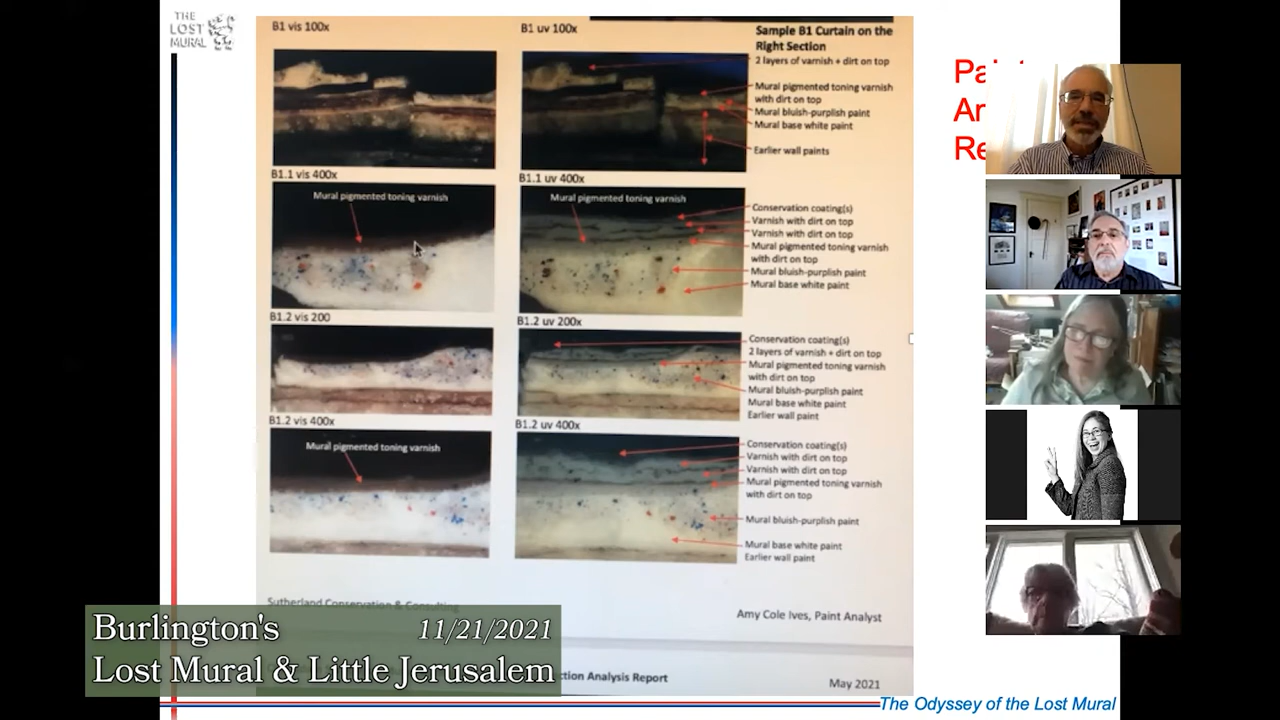 THE
LOST
MURAL
B1 vis 100x
B1 uv 100x
Sample B1 Curtain on the
Right Section
2 layers of varnish + dirt on top
Mural pigmented toning varnish
with dirt on top
Mural bluish-purplish paint
Mural base white paint
Earlier wall paints
B1.1 vis 400x
B1.1 uv 400x
Mural pigmented toning varnish
Mural pigmented toning varnish
Conservation coating(s)
Varnish with dirt on top
Varnish with dirt on top
Mural pigmented toning varnish
with dirt on top
Mural bluish-purplish paint
Mural base white paint
B1.2 vis 200
B1.2 uv 200x
Conservation coating(s)
2 layers of varnish + dirt on top
Mural pigmented toning varnish
with dirt on top
Mural bluish-purplish paint
Mural base white paint
Earlier wall paint
B1.2 vis 400x
B1.2 uv 400x
Mural pigmented toning varnish
Conservation coating(s)
Varnish with dirt on top
Varnish with dirt on top
Mural pigmented toning varnish
with dirt on top
Mural bluish-purplish paint
Mural base white paint
Earlier wall paint
Sutherland Conservation & Consulting
Amy Cole Ives, Paint Analyst
Analysis Report
May 2021
Burlington's 11/21/2021
Lost Mural & Little Jerusalem
The Odyssey of the Lost Mural